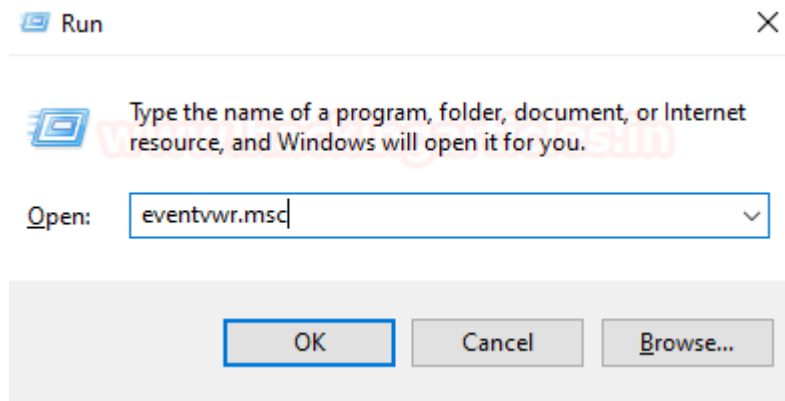 Run
Type the name of a program, folder, document, or Internet
resource, and Windows will open it for you.
Open:
eventvwr.msc
OK
Cancel
Browse...